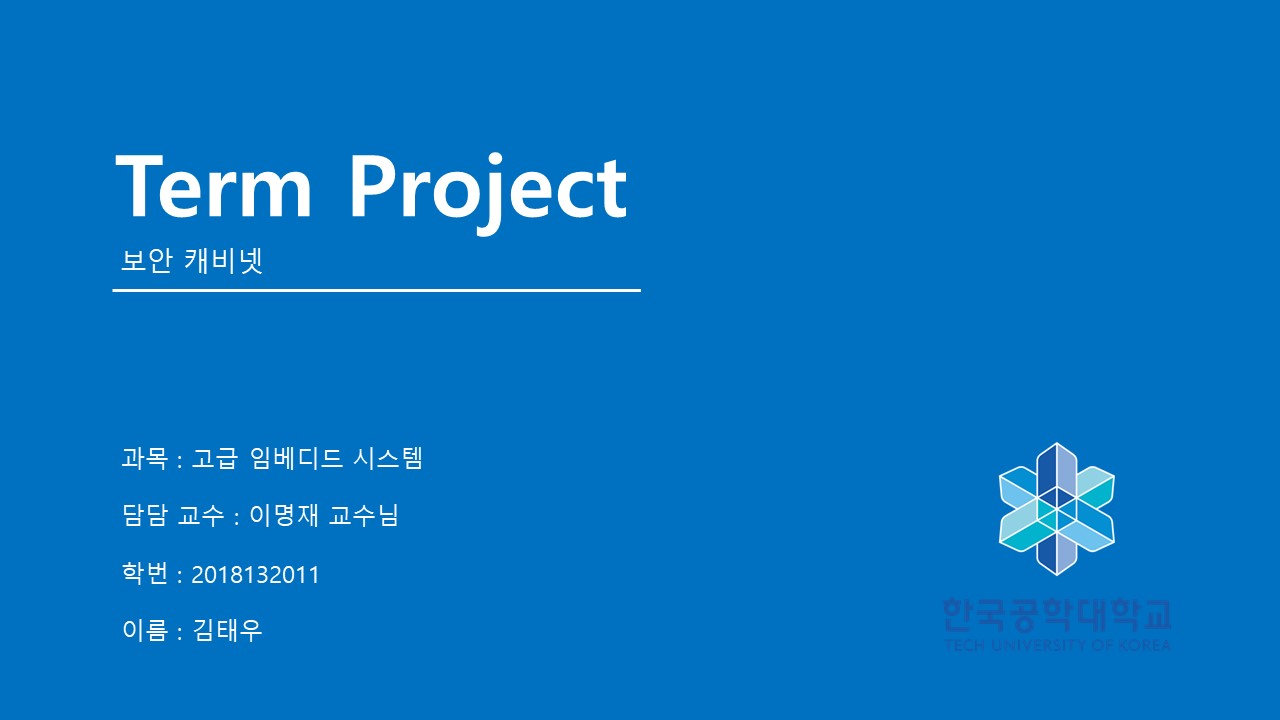 Term Project
보안 캐비넷
과목 : 고급 임베디드 시스템
담담 교수 : 이명재 교수님
학번 : 2018132011
이름 : 김태우
한국공학대학교
TECH UNIVERSITY OF KOREA